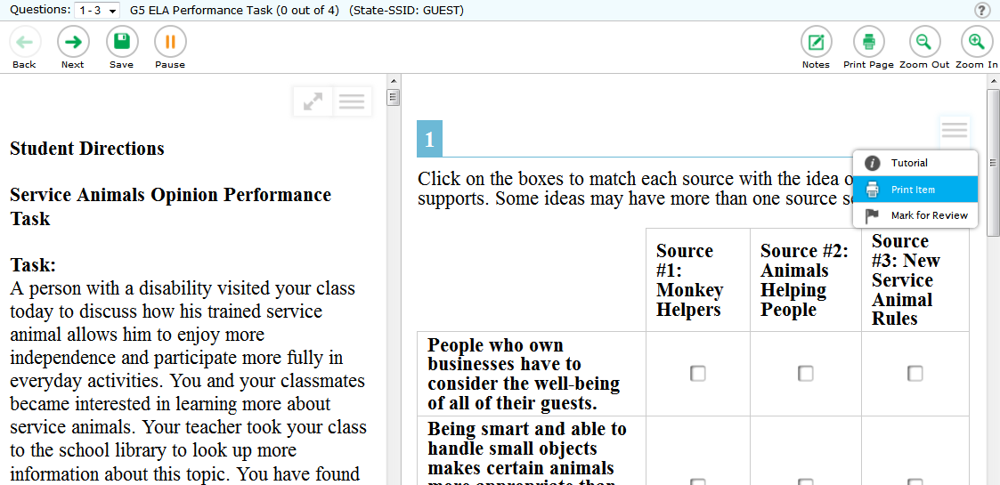 Questions: 1 - 3 G5 ELA Performance Task (0 out of 4) (State-SSID: GUEST) ?
Back Next Save Pause Notes Print Page Zoom Out Zoom In
Student Directions
Service Animals Opinion Performance
Task
Task:
A person with a disability visited your class
today to discuss how his trained service
animal allows him to enjoy more
independence and participate more fully in
everyday activities. You and your classmates
became interested in learning more about
service animals. Your teacher took your class
to the school library to look up more
information about this topic. You have found
1
Tutorial
Print Item
Mark for Review
Click on the boxes to match each source with the idea
supports. Some ideas may have more than one source
Source
#1:
Monkey
Helpers
Source #2:
Animals
Helping
People
Source
#3: New
Service
Animal
Rules
People who own
businesses have to
consider the well-being
of all of their guests.
Being smart and able to
handle small objects
makes certain animals